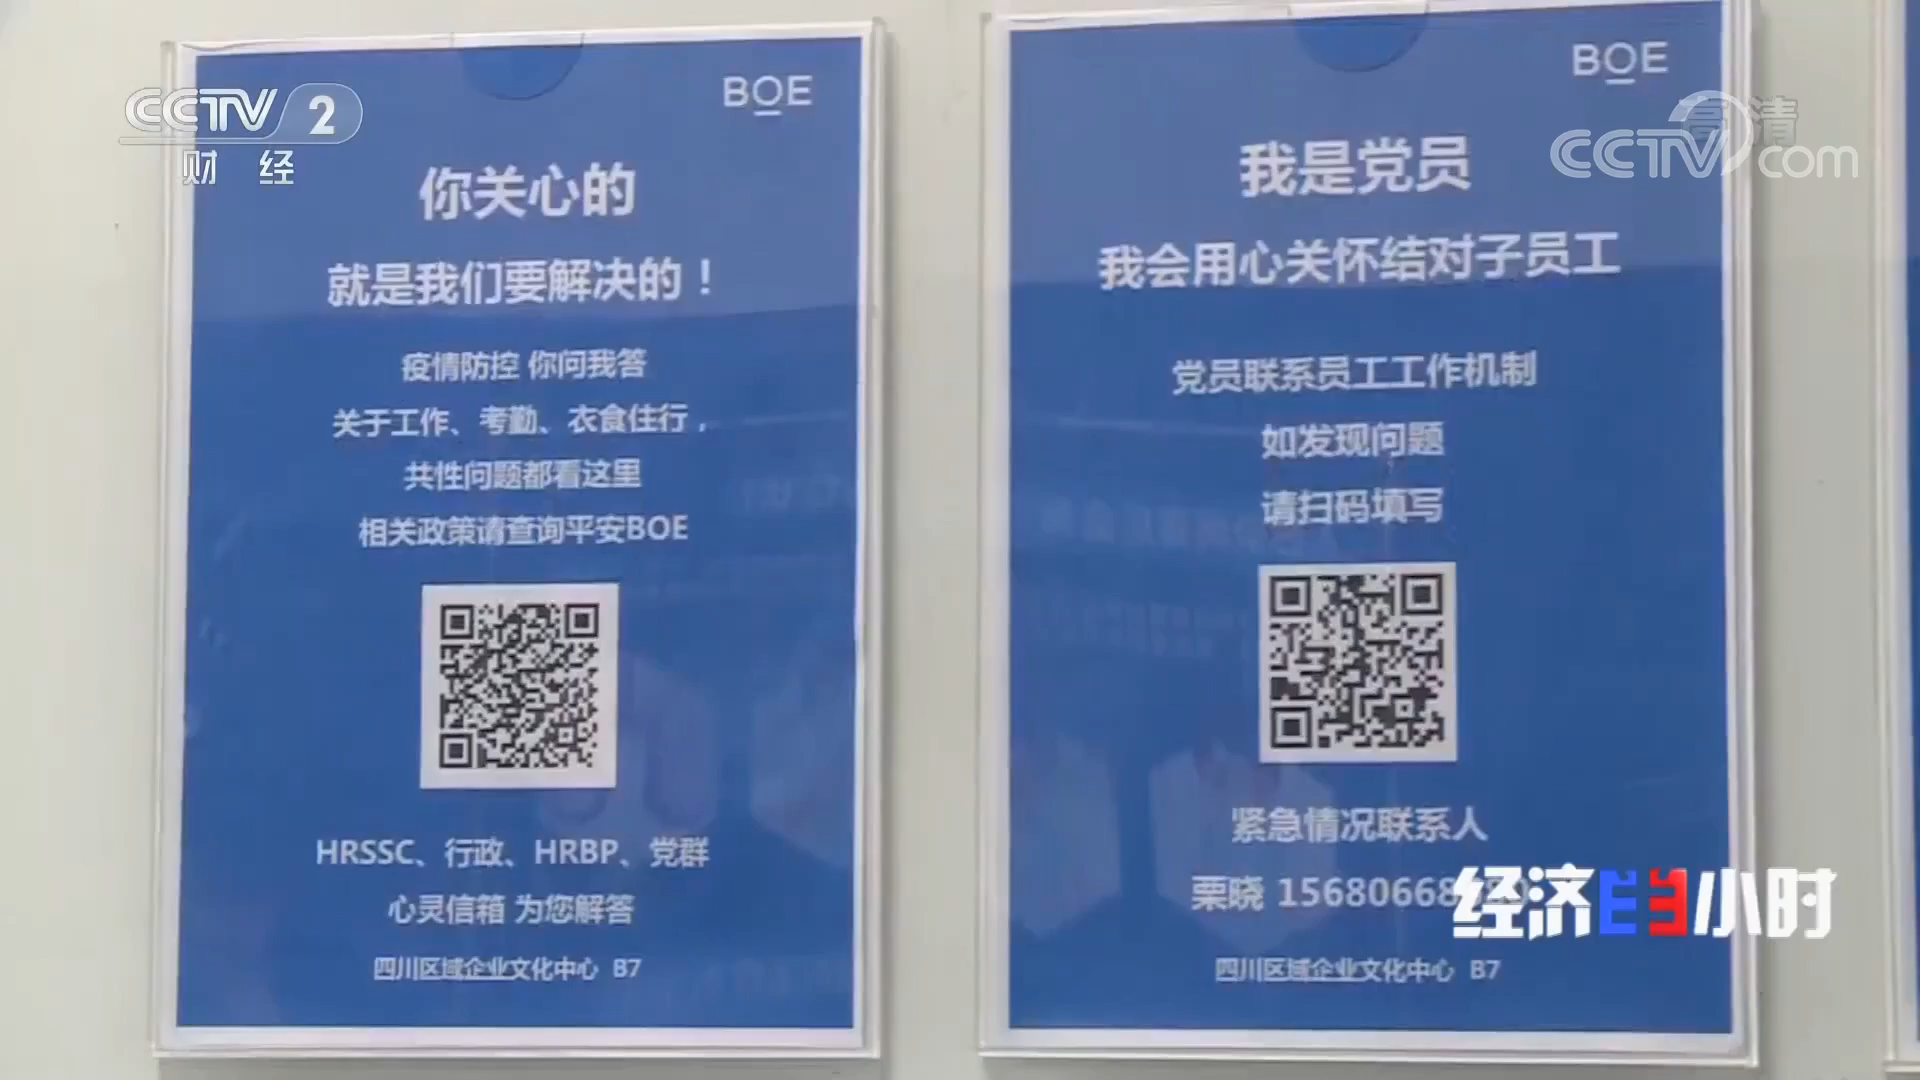 CCTV 2
财经
BOE
你关心的
就是我们要解决的！
疫情防控 你问我答
关于工作、考勤、衣食住行，
共性问题都看这里
相关政策请查询平安BOE
HRSSC、行政、HRBP、党群
心灵信箱 为您解答
四川区域企业文化中心 B7
BOE
高清
CCTV.com
我是党员
我会用心关怀结对子员工
党员联系员工工作机制
如发现问题
请扫码填写
紧急情况联系人
栗晓 15680668
四川区域企业文化中心 B7
经济半小时